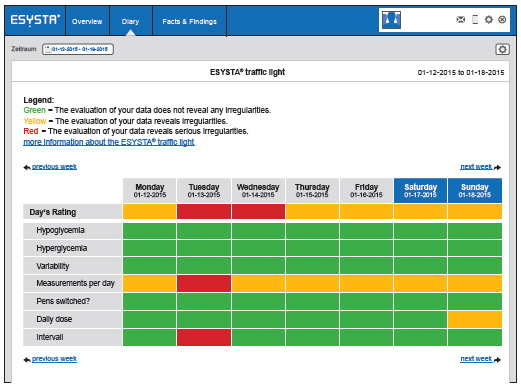 ESYSTA® Overview Diary Facts & Findings
Zeitraum 01-12-2015 - 01-18-2015
ESYSTA® traffic light 01-12-2015 to 01-18-2015
Legend:
Green = The evaluation of your data does not reveal any irregularities.
Yellow = The evaluation of your data reveals irregularities.
Red = The evaluation of your data reveals serious irregularities.
more information about the ESYSTA® traffic light
previous week next week
Monday Tuesday Wednesday Thursday Friday Saturday Sunday
01-12-2015 01-13-2015 01-14-2015 01-15-2015 01-16-2015 01-17-2015 01-18-2015
Day's Rating
Hypoglycemia
Hyperglycemia
Variability
Measurements per day
Pens switched?
Daily dose
Intervall
previous week next week